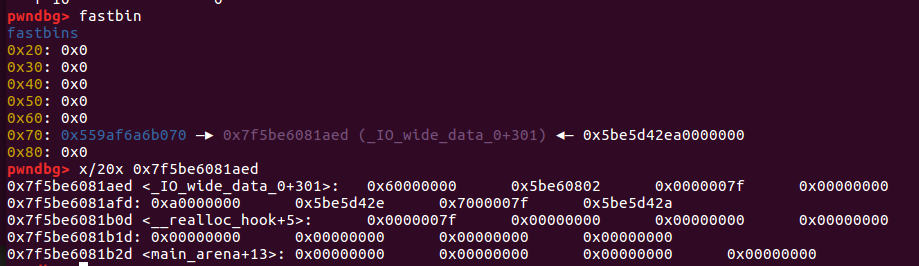 pwndbg> fastbin
fastbins
0x20: 0x0
0x30: 0x0
0x40: 0x0
0x50: 0x0
0x60: 0x0
0x70: 0x559af6a6b070 —▸ 0x7f5be6081aed (_IO_wide_data_0+301) ◂— 0x5be5d42ea0000000
0x80: 0x0
pwndbg> x/20x 0x7f5be6081aed
0x7f5be6081aed <_IO_wide_data_0+301>: 0x60000000 0x5be60802 0x0000007f 0x00000000
0x7f5be6081afd: 0xa0000000 0x5be5d42e 0x7000007f 0x5be5d42a
0x7f5be6081b0d <__realloc_hook+5>: 0x0000007f 0x00000000 0x00000000 0x00000000
0x7f5be6081b1d: 0x00000000 0x00000000 0x00000000 0x00000000
0x7f5be6081b2d <main_arena+13>: 0x00000000 0x00000000 0x00000000 0x00000000